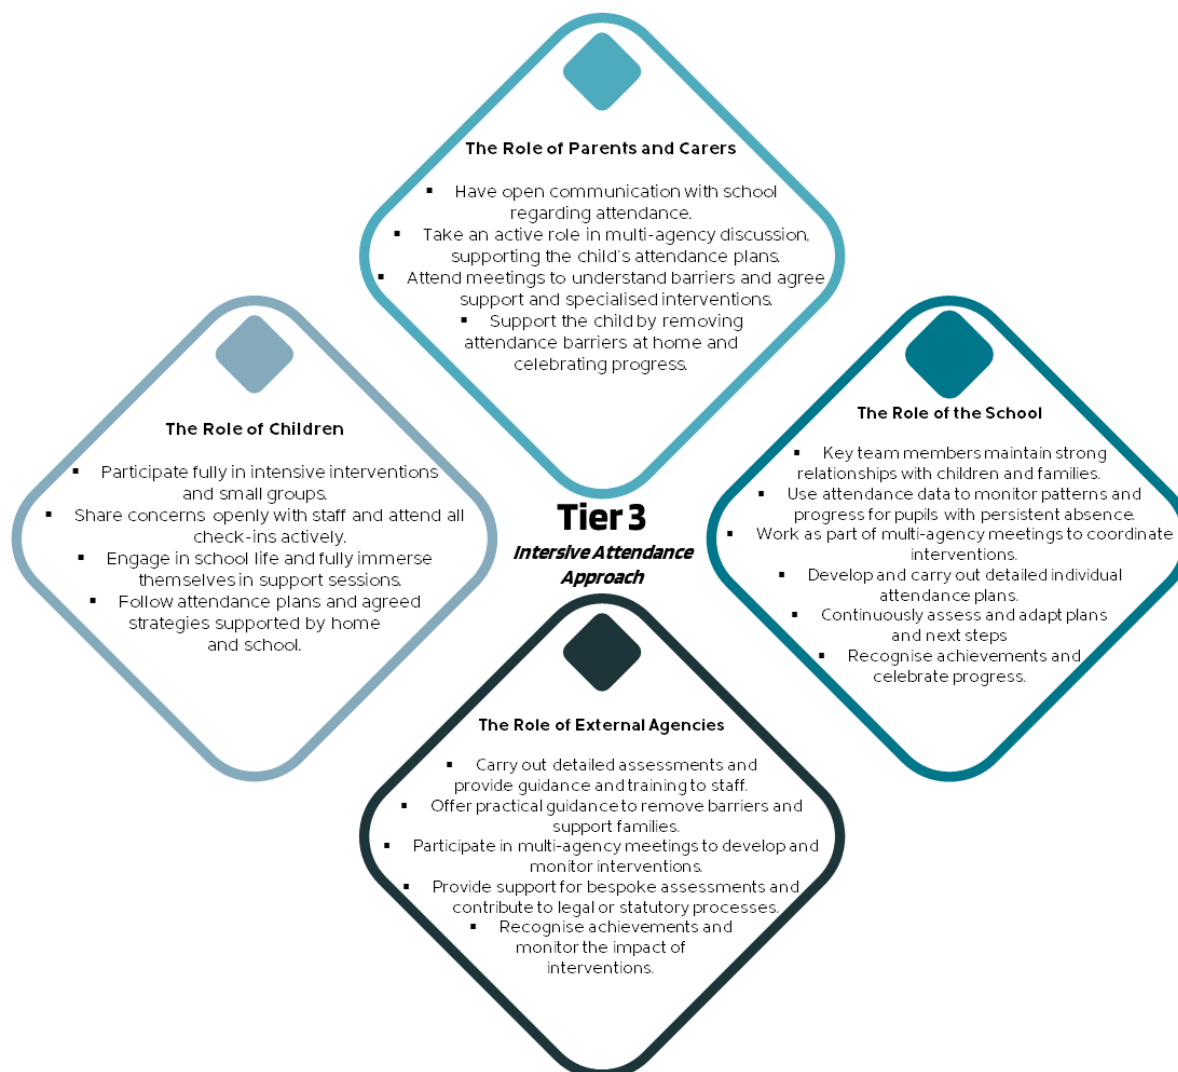 The Role of Parents and Carers
▪ Have open communication with school
regarding attendance.
▪ Take an active role in multi-agency discussion,
supporting the child's attendance plans.
▪ Attend meetings to understand barriers and agree
support and specialised interventions.
▪ Support the child by removing
attendance barriers at home and
celebrating progress.
The Role of Children
▪ Participate fully in intensive interventions
and small groups.
▪ Share concerns openly with staff and attend all
check-ins actively.
▪ Engage in school life and fully immerse
themselves in support sessions.
▪ Follow attendance plans and agreed
strategies supported by home
and school.
Tier 3
Intersive Attendance
Approach
The Role of the School
▪ Key team members maintain strong
relationships with children and families.
▪ Use attendance data to monitor patterns and
progress for pupils with persistent absence.
▪ Work as part of multi-agency meetings to coordinate
interventions.
▪ Develop and carry out detailed individual
attendance plans.
▪ Continuously assess and adapt plans
and next steps
▪ Recognise achievements and
celebrate progress.
The Role of External Agencies
▪ Carry out detailed assessments and
provide guidance and training to staff.
▪ Offer practical guidance to remove barriers and
support families.
▪ Participate in multi-agency meetings to develop and
monitor interventions.
▪ Provide support for bespoke assessments and
contribute to legal or statutory processes.
▪ Recognise achievements and
monitor the impact of
interventions.